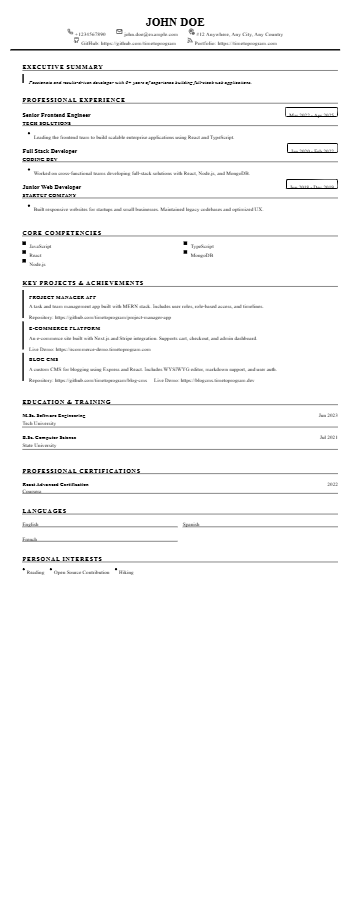 JOHN DOE
+1234567890 john.doe@example.com #12 Anywhere, Any City, Any Country
GitHub: https://github.com/timetoprogram Portfolio: https://timetoprogram.com
EXECUTIVE SUMMARY
Passionate and results-driven developer with 5+ years of experience building full-stack web applications.
PROFESSIONAL EXPERIENCE
Senior Frontend Engineer Mar 2022 - Apr 2025
TECH SOLUTIONS
Leading the frontend team to build scalable enterprise applications using React and TypeScript.
Full Stack Developer Jan 2020 - Feb 2022
CODING DEV
Worked on cross-functional teams developing full-stack solutions with React, Node.js, and MongoDB.
Junior Web Developer Jan 2018 - Dec 2019
STARTUP COMPANY
Built responsive websites for startups and small businesses. Maintained legacy codebases and optimized UX.
CORE COMPETENCIES
JavaScript TypeScript
React MongoDB
Node.js
KEY PROJECTS & ACHIEVEMENTS
PROJECT MANAGER APP
A task and team management app built with MERN stack. Includes user roles, role-based access, and timelines.
Repository: https://github.com/timetoprogram/project-manager-app
E-COMMERCE PLATFORM
An e-commerce site built with Next.js and Stripe integration. Supports cart, checkout, and admin dashboard.
Live Demo: https://ecommerce-demo.timetoprogram.com
BLOG CMS
A custom CMS for blogging using Express and React. Includes WYSIWYG editor, markdown support, and user auth.
Repository: https://github.com/timetoprogram/blog-cms Live Demo: https://blogcms.timetoprogram.dev
EDUCATION & TRAINING
M.Sc. Software Engineering Jun 2023
Tech University
B.Sc. Computer Science Jul 2021
State University
PROFESSIONAL CERTIFICATIONS
React Advanced Certification 2022
Coursera
LANGUAGES
English Spanish
French
PERSONAL INTERESTS
Reading Open Source Contribution Hiking